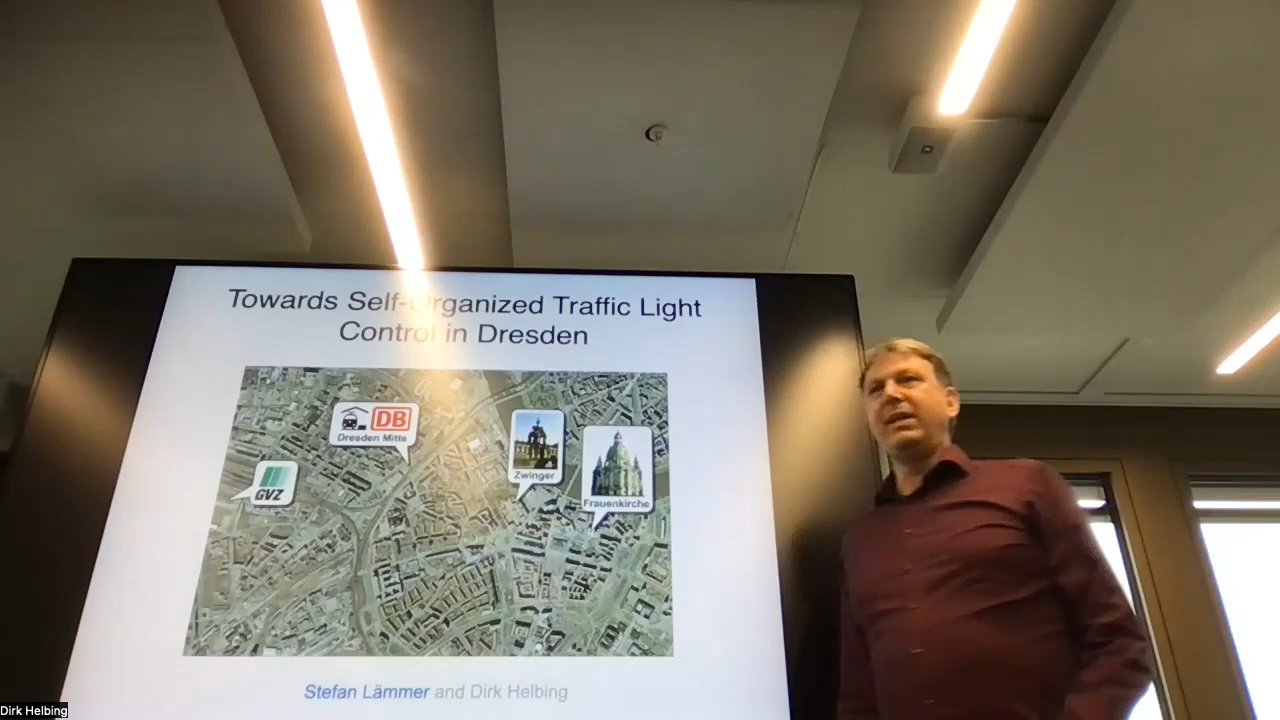 Towards Self-Organized Traffic Light
Control in Dresden
DB
Dresden Mitte
GVZ
Zwinger
Frauenkirche
Stefan Lämmer and Dirk Helbing
Dirk Helbing